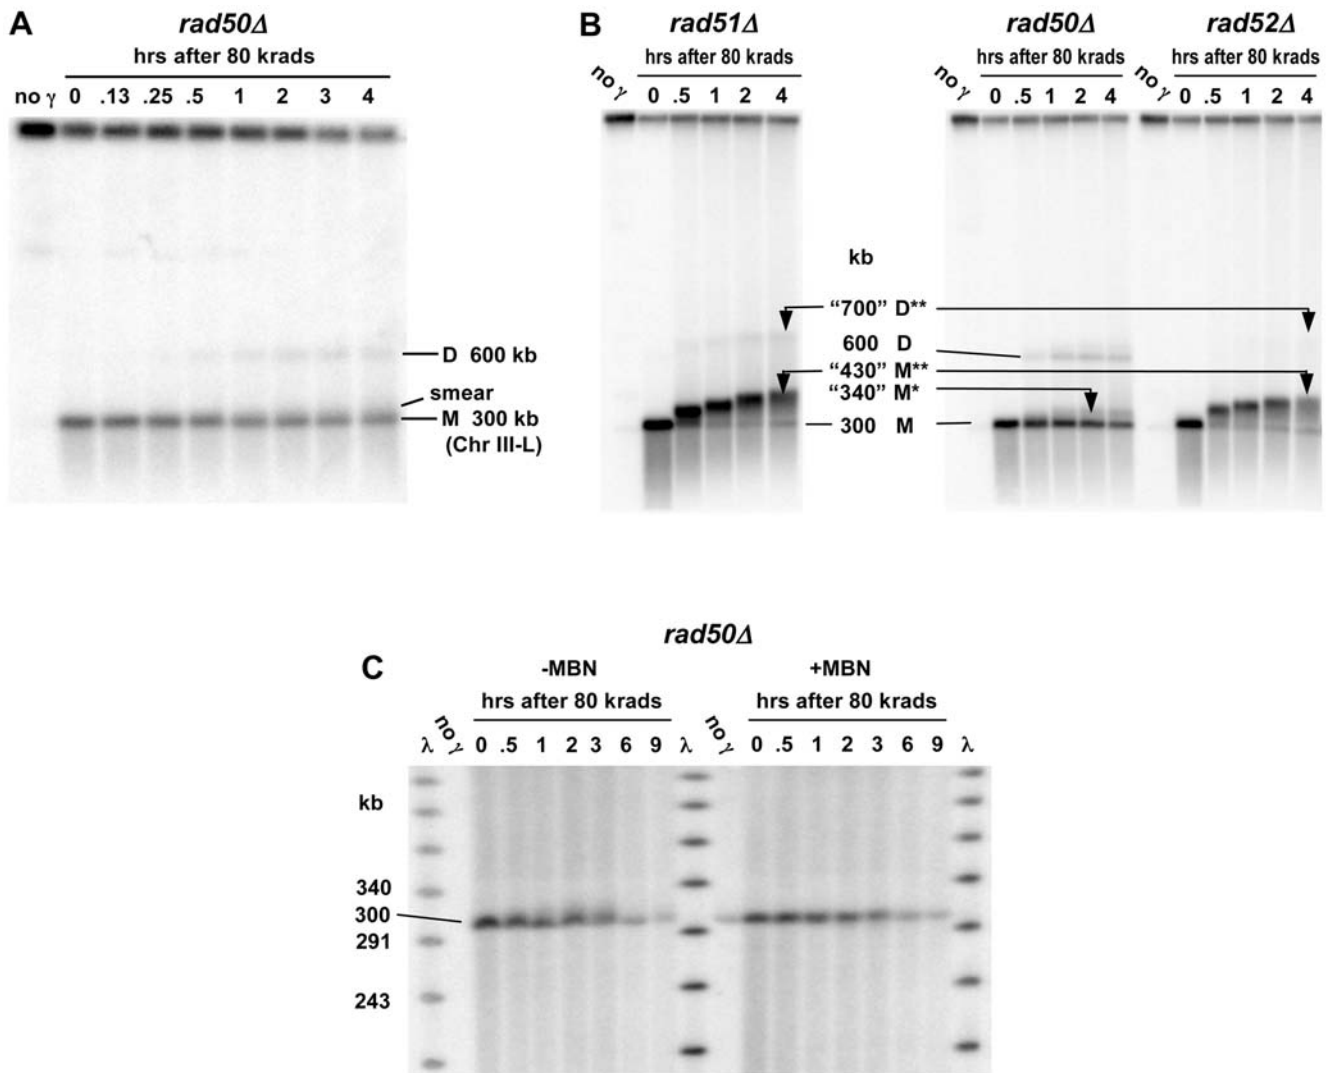 A
rad50Δ
hrs after 80 krads
no γ 0 .13 .25 .5 1 2 3 4
D 600 kb
smear
M 300 kb
(Chr III-L)
B
rad51Δ
hrs after 80 krads
no γ 0 .5 1 2 4
rad50Δ
hrs after 80 krads
no γ 0 .5 1 2 4
rad52Δ
hrs after 80 krads
no γ 0 .5 1 2 4
kb
“700” D**
600 D
“430” M**
“340” M*
300 M
C
rad50Δ
-MBN
hrs after 80 krads
λ no γ 0 .5 1 2 3 6 9 λ
+MBN
hrs after 80 krads
no γ 0 .5 1 2 3 6 9 λ
kb
340
300
291
243